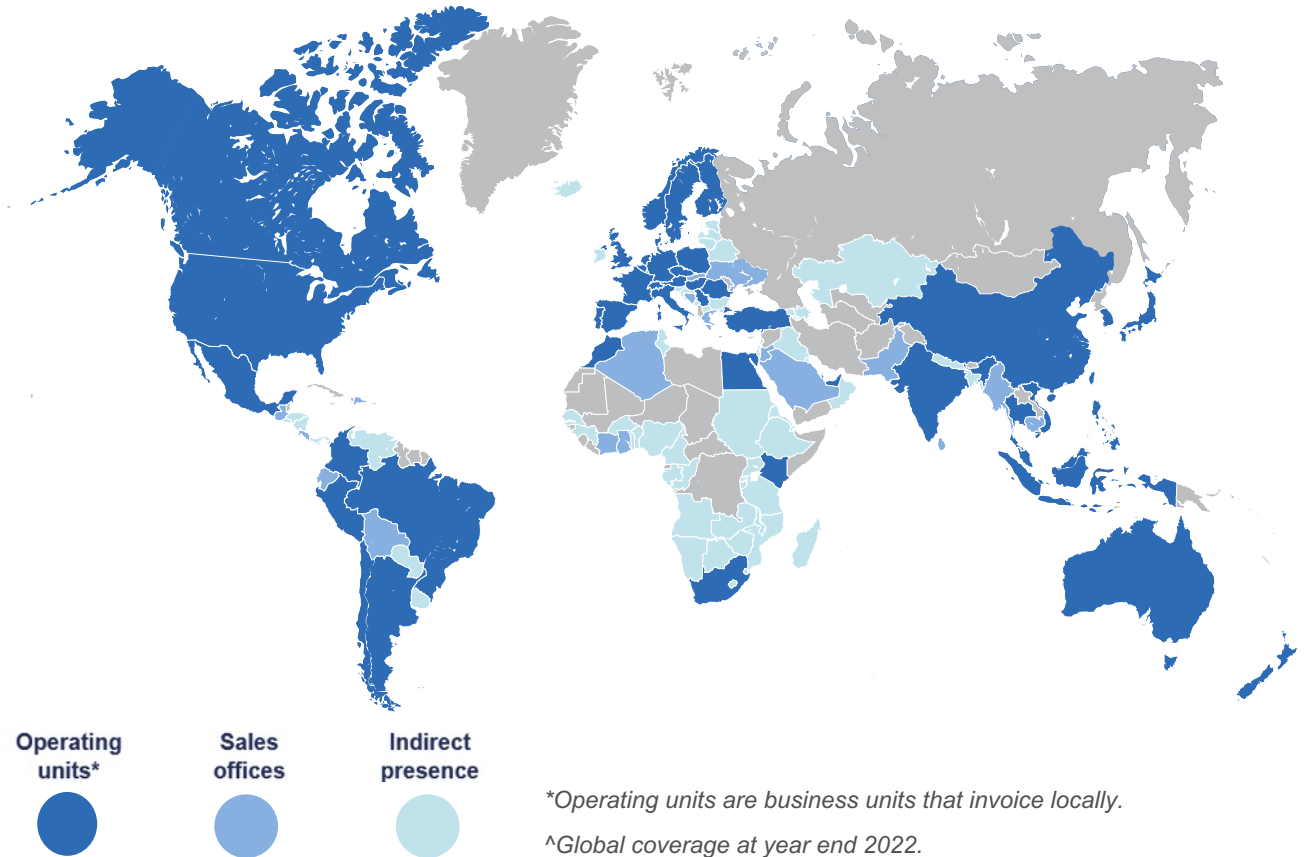 Operating
units*
Sales
offices
Indirect
presence
*Operating units are business units that invoice locally.
^Global coverage at year end 2022.